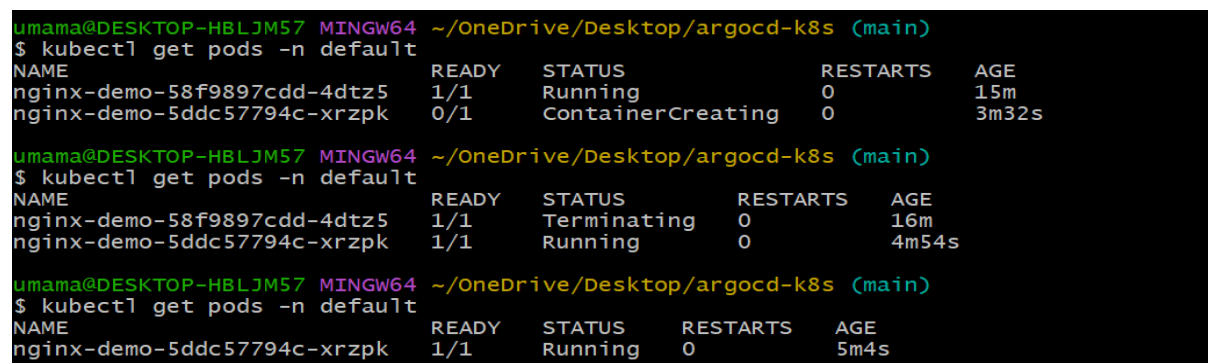 umama@DESKTOP-HBLJM57 MINGW64 ~/OneDrive/Desktop/argocd-k8s (main)
$ kubectl get pods -n default
NAME READY STATUS RESTARTS AGE
nginx-demo-58f9897cdd-4dtz5 1/1 Running 0 15m
nginx-demo-5ddc57794c-xrzpk 0/1 ContainerCreating 0 3m32s
umama@DESKTOP-HBLJM57 MINGW64 ~/OneDrive/Desktop/argocd-k8s (main)
$ kubectl get pods -n default
NAME READY STATUS RESTARTS AGE
nginx-demo-58f9897cdd-4dtz5 1/1 Terminating 0 16m
nginx-demo-5ddc57794c-xrzpk 1/1 Running 0 4m54s
umama@DESKTOP-HBLJM57 MINGW64 ~/OneDrive/Desktop/argocd-k8s (main)
$ kubectl get pods -n default
NAME READY STATUS RESTARTS AGE
nginx-demo-5ddc57794c-xrzpk 1/1 Running 0 5m4s